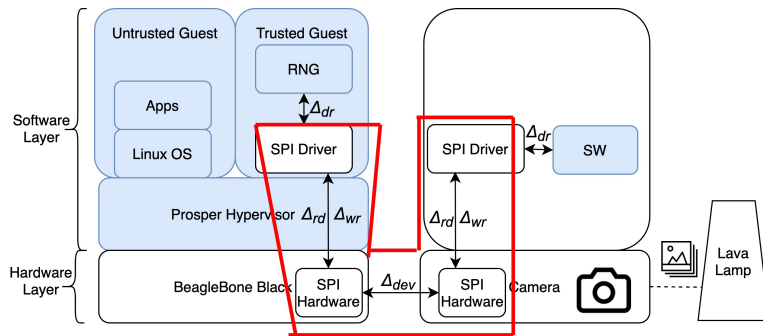 Untrusted Guest
Trusted Guest
RNG
Apps
Δdr
Software
Layer
Linux OS
SPI Driver
SPI Driver
Δdr
SW
Prosper Hypervisor
Δrd
Δwr
Δrd
Δwr
Hardware
Layer
BeagleBone Black
SPI
Hardware
Δdev
SPI
Hardware
Camera
Lava
Lamp